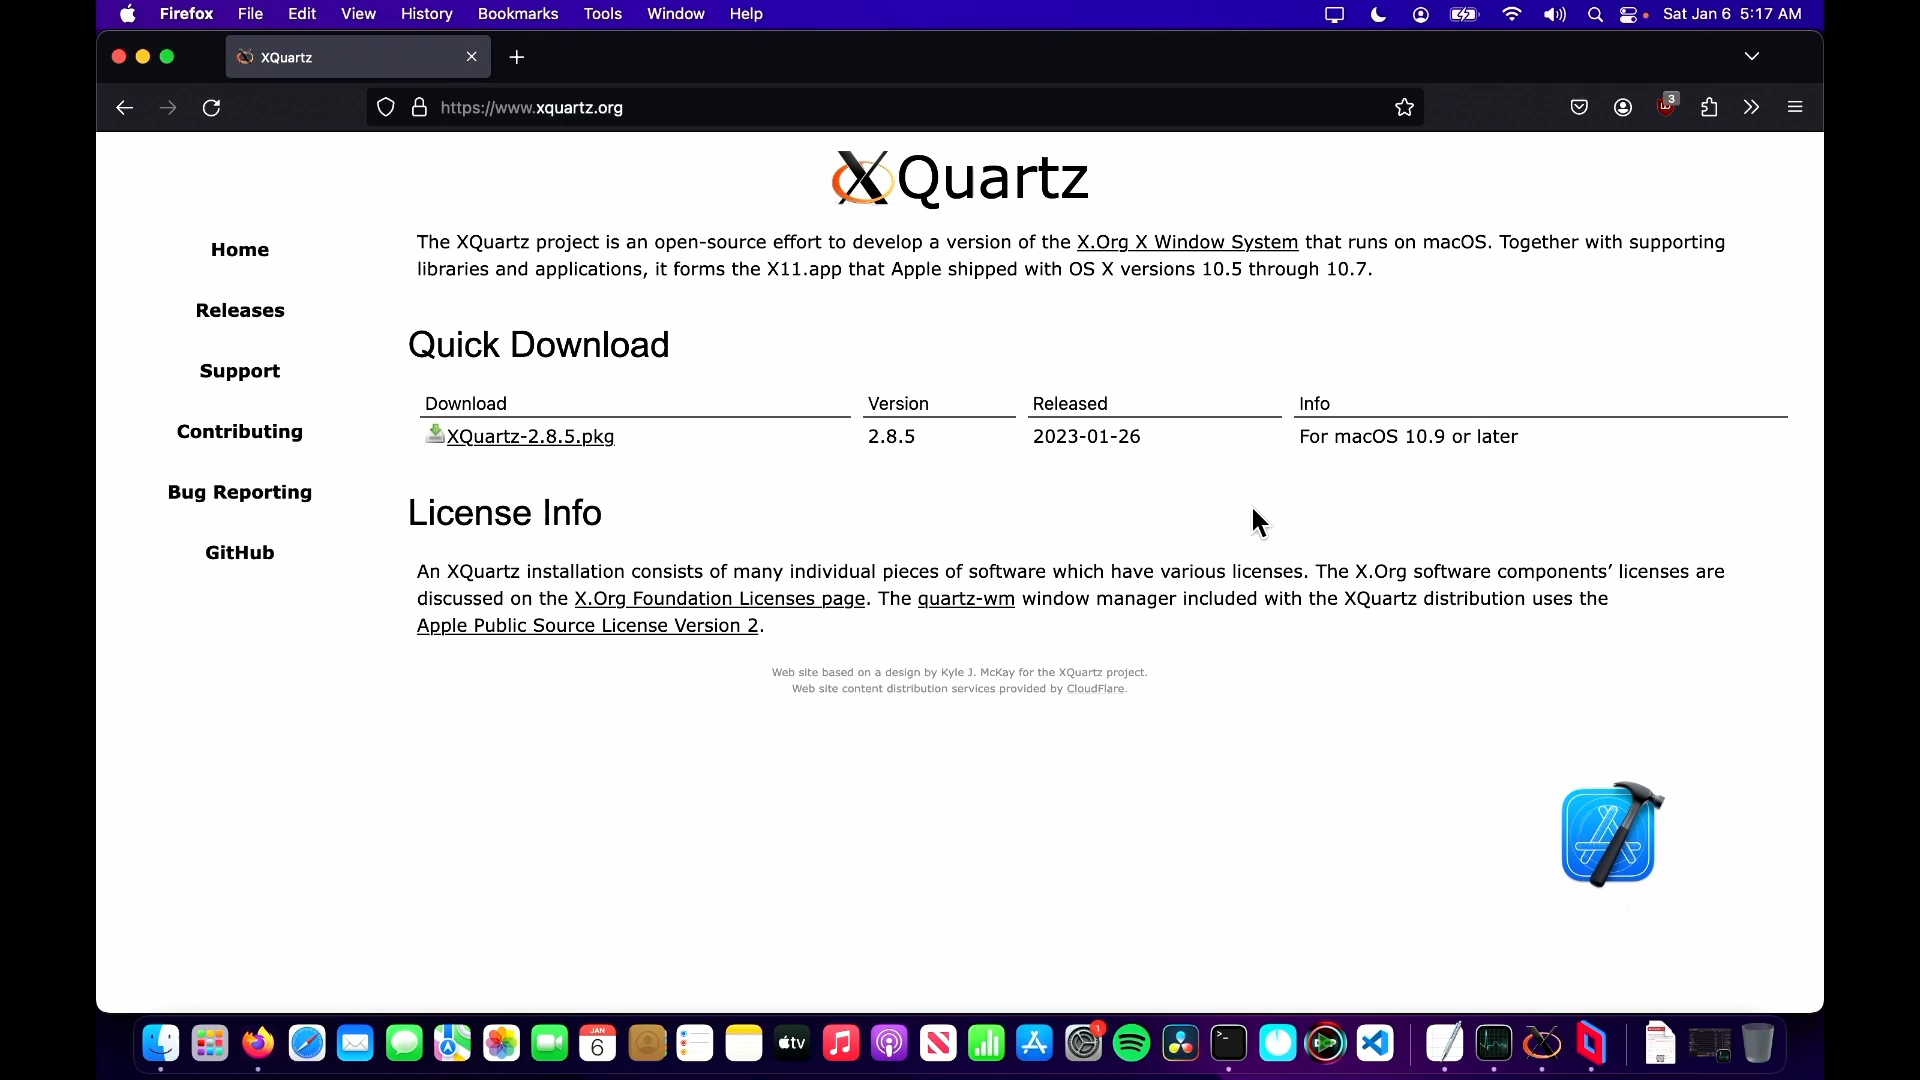 Firefox File Edit View History Bookmarks Tools Window Help Sat Jan 6 5:17 AM
XQuartz
https://www.xquartz.org
3
XQuartz
Home
Releases
Support
Contributing
Bug Reporting
GitHub
The XQuartz project is an open-source effort to develop a version of the X.Org X Window System that runs on macOS. Together with supporting
libraries and applications, it forms the X11.app that Apple shipped with OS X versions 10.5 through 10.7.
Quick Download
Download Version Released Info
XQuartz-2.8.5.pkg 2.8.5 2023-01-26 For macOS 10.9 or later
License Info
An XQuartz installation consists of many individual pieces of software which have various licenses. The X.Org software components’ licenses are
discussed on the X.Org Foundation Licenses page. The quartz-wm window manager included with the XQuartz distribution uses the
Apple Public Source License Version 2.
Web site based on a design by Kyle J. McKay for the XQuartz project.
Web site content distribution services provided by CloudFlare.
JAN
6
tv
1